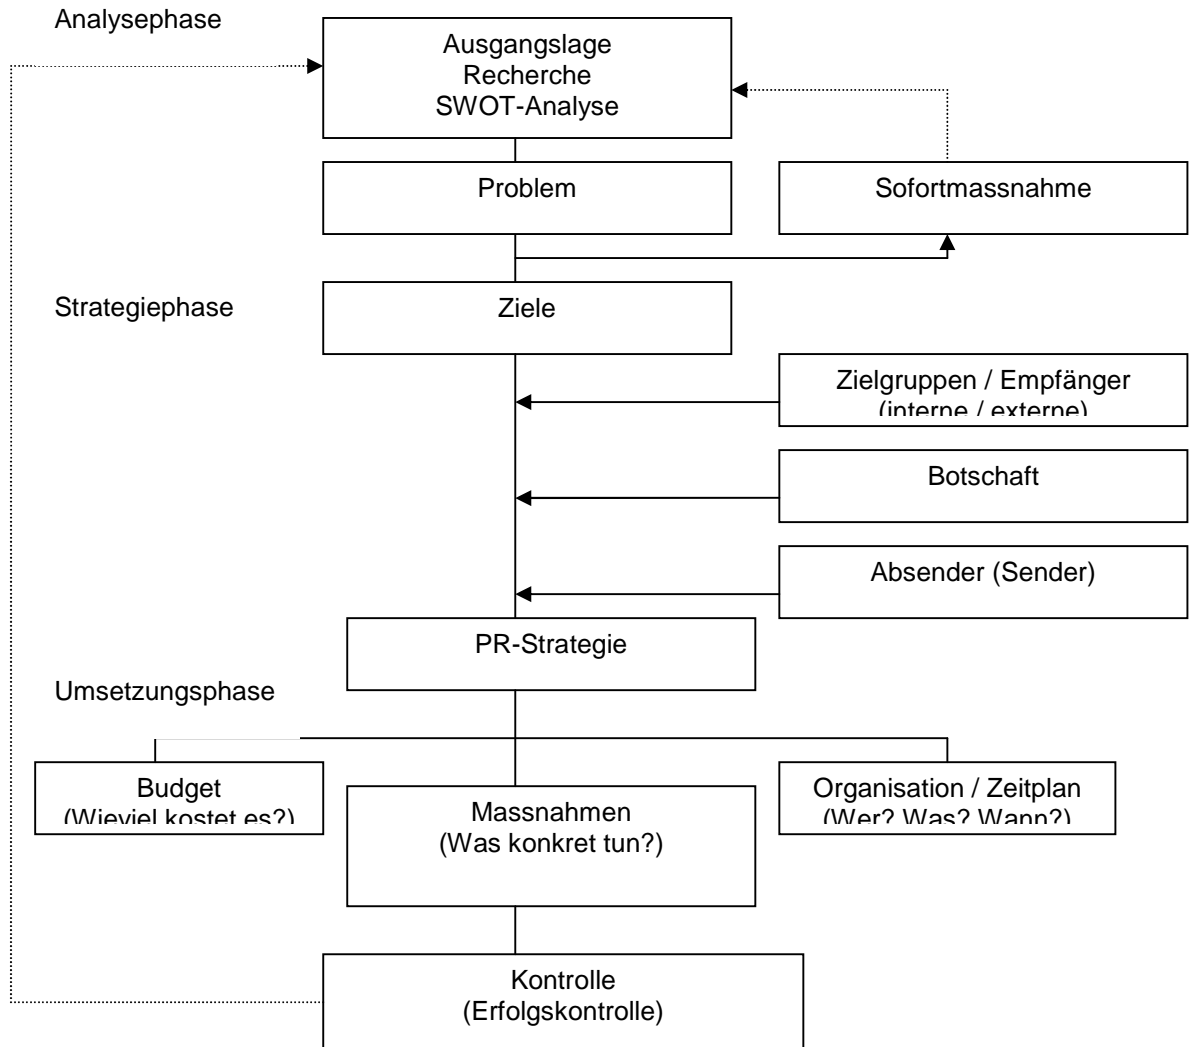 Analysephase
Ausgangslage
Recherche
SWOT-Analyse
Problem
Sofortmassnahme
Strategiephase
Ziele
Zielgruppen / Empfänger
(interne / externe)
Botschaft
Absender (Sender)
PR-Strategie
Umsetzungsphase
Budget
(Wieviel kostet es?)
Massnahmen
(Was konkret tun?)
Organisation / Zeitplan
(Wer? Was? Wann?)
Kontrolle
(Erfolgskontrolle)